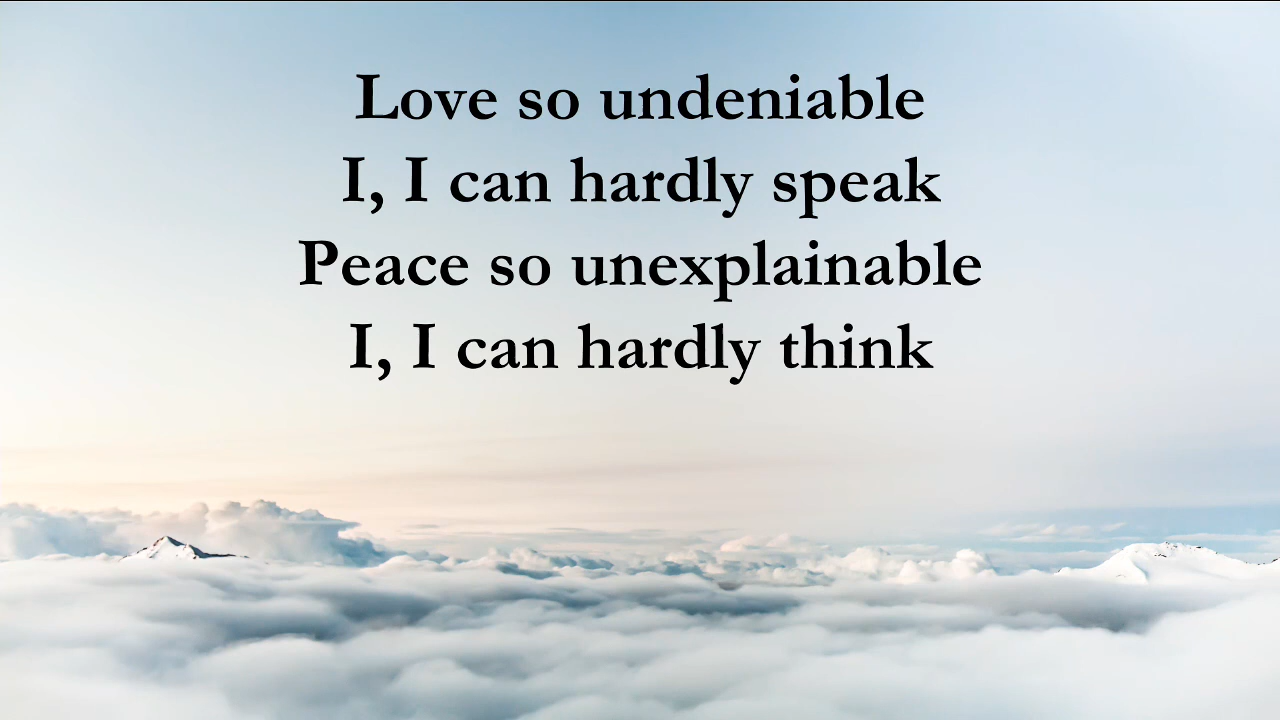 Love so undeniable
I, I can hardly speak
Peace so unexplainable
I, I can hardly think